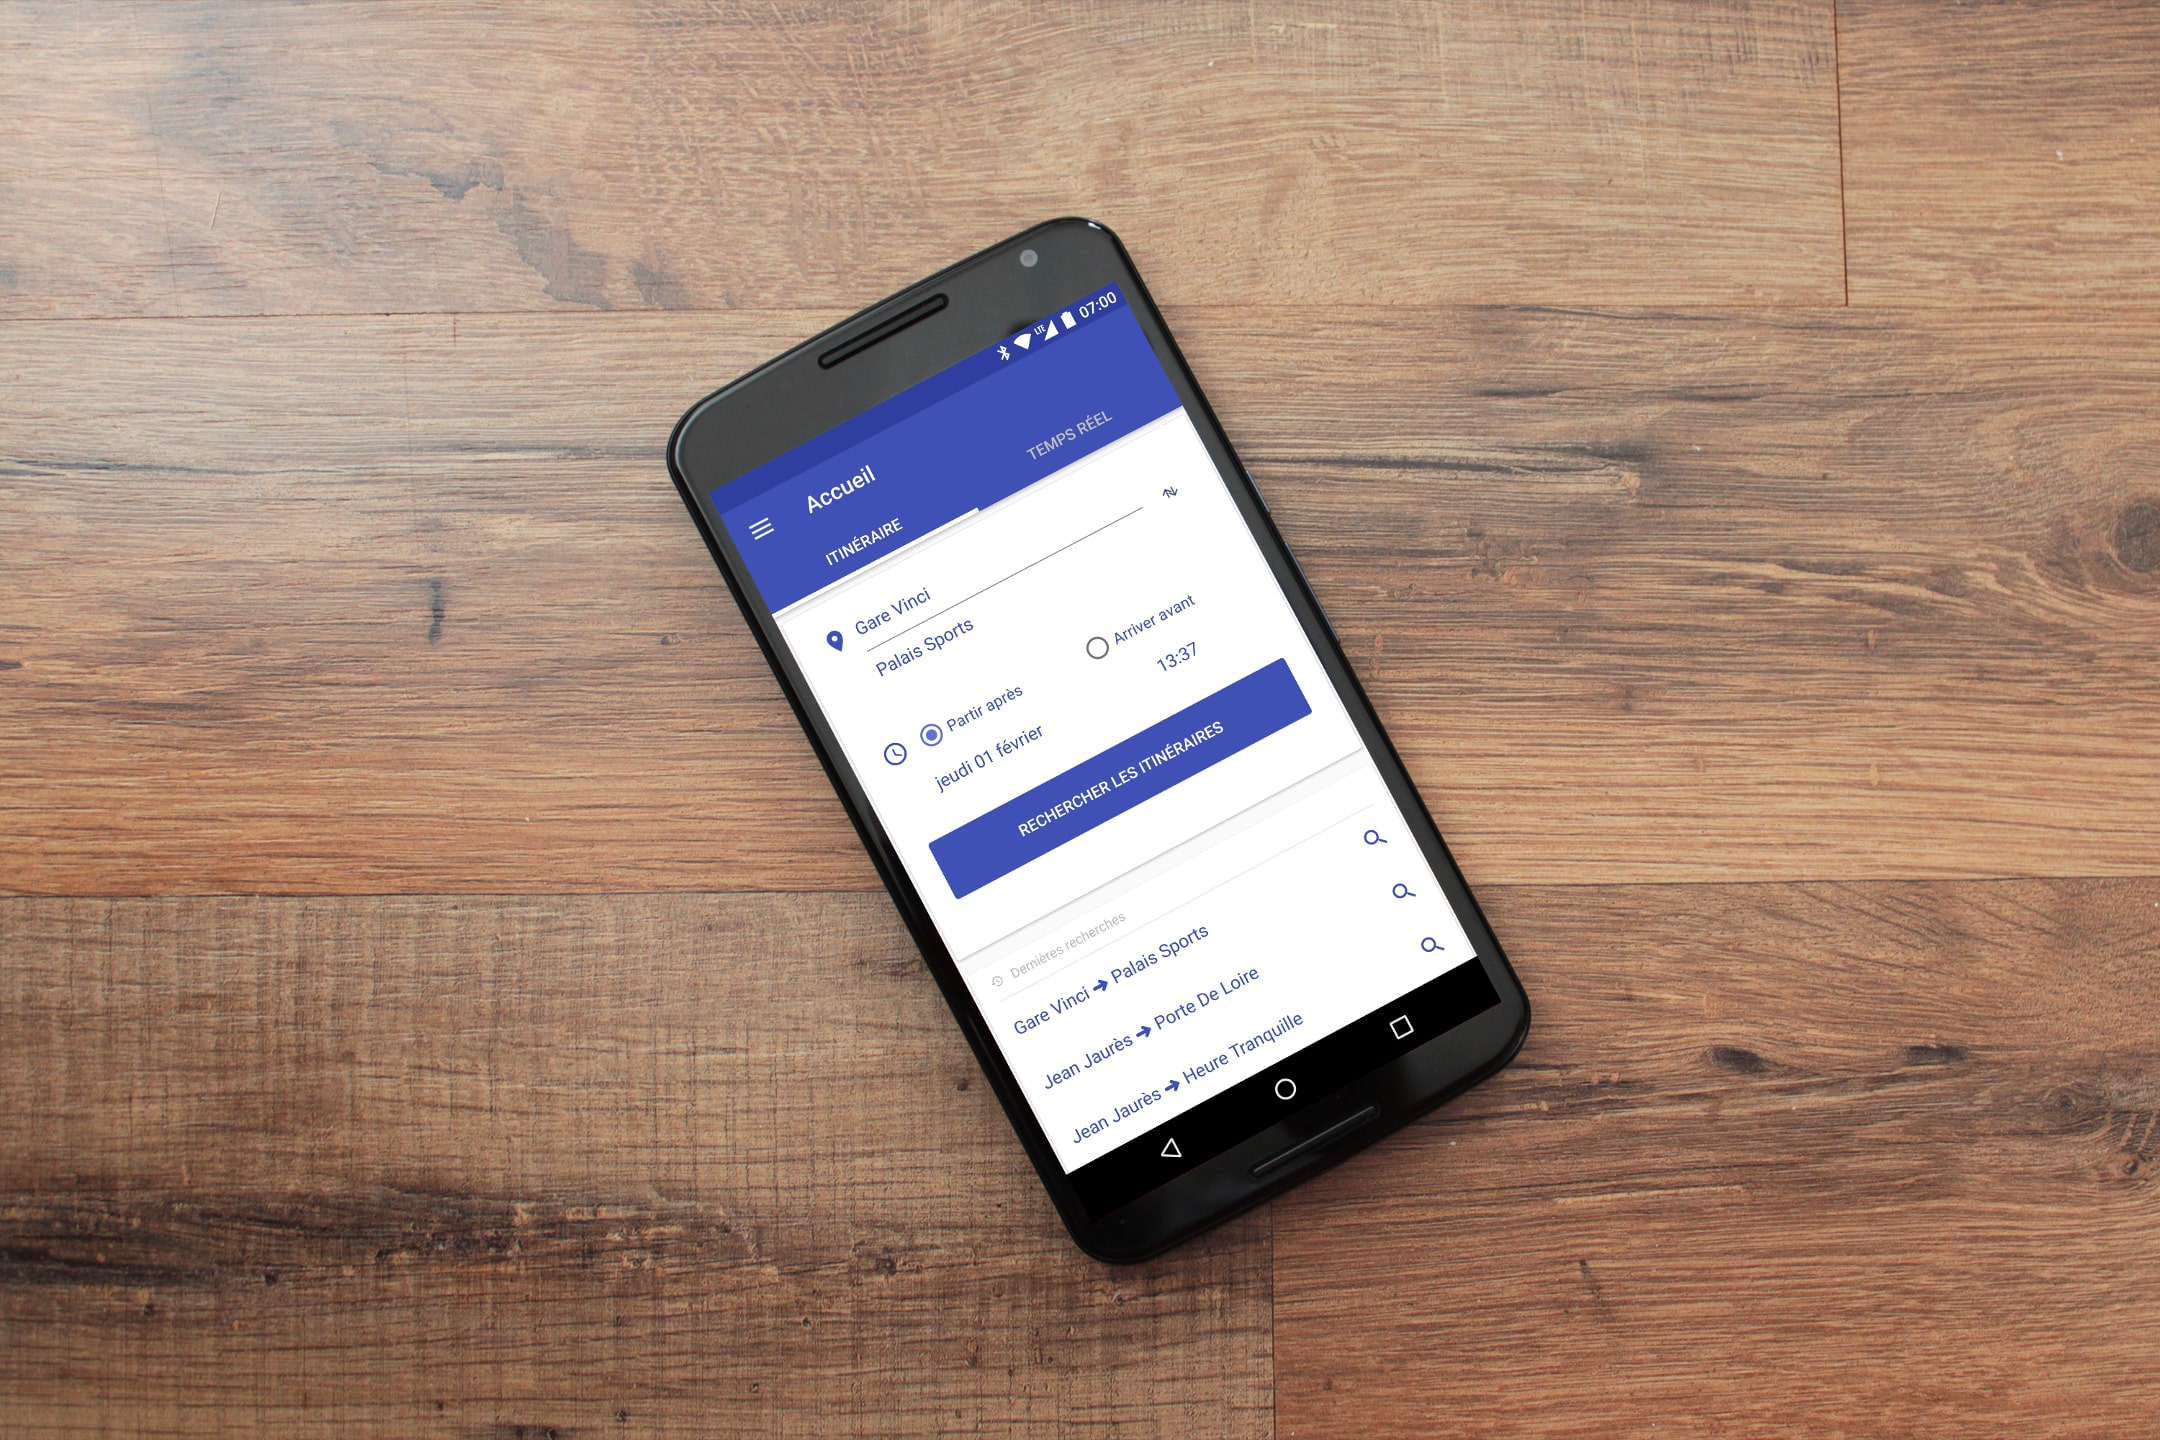 LTE 07:00
Accueil
ITINÉRAIRE
TEMPS RÉEL
Gare Vinci
Palais Sports
Partir après
Arriver avant
jeudi 01 février
13:37
RECHERCHER LES ITINÉRAIRES
Dernières recherches
Gare Vinci ➔ Palais Sports
Jean Jaurès ➔ Porte De Loire
Jean Jaurès ➔ Heure Tranquille